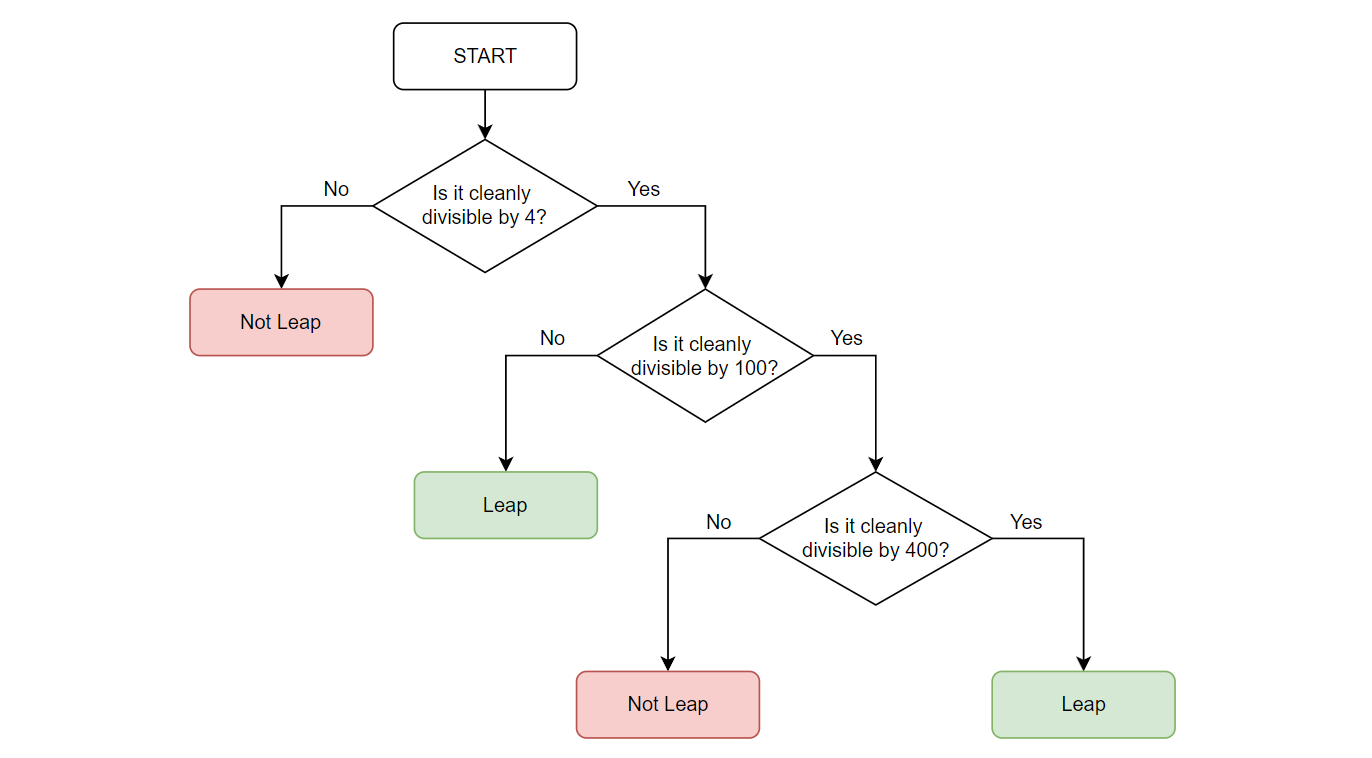 START
No
Yes
Is it cleanly
divisible by 4?
Not Leap
No
Yes
Is it cleanly
divisible by 100?
Leap
No
Yes
Is it cleanly
divisible by 400?
Not Leap
Leap